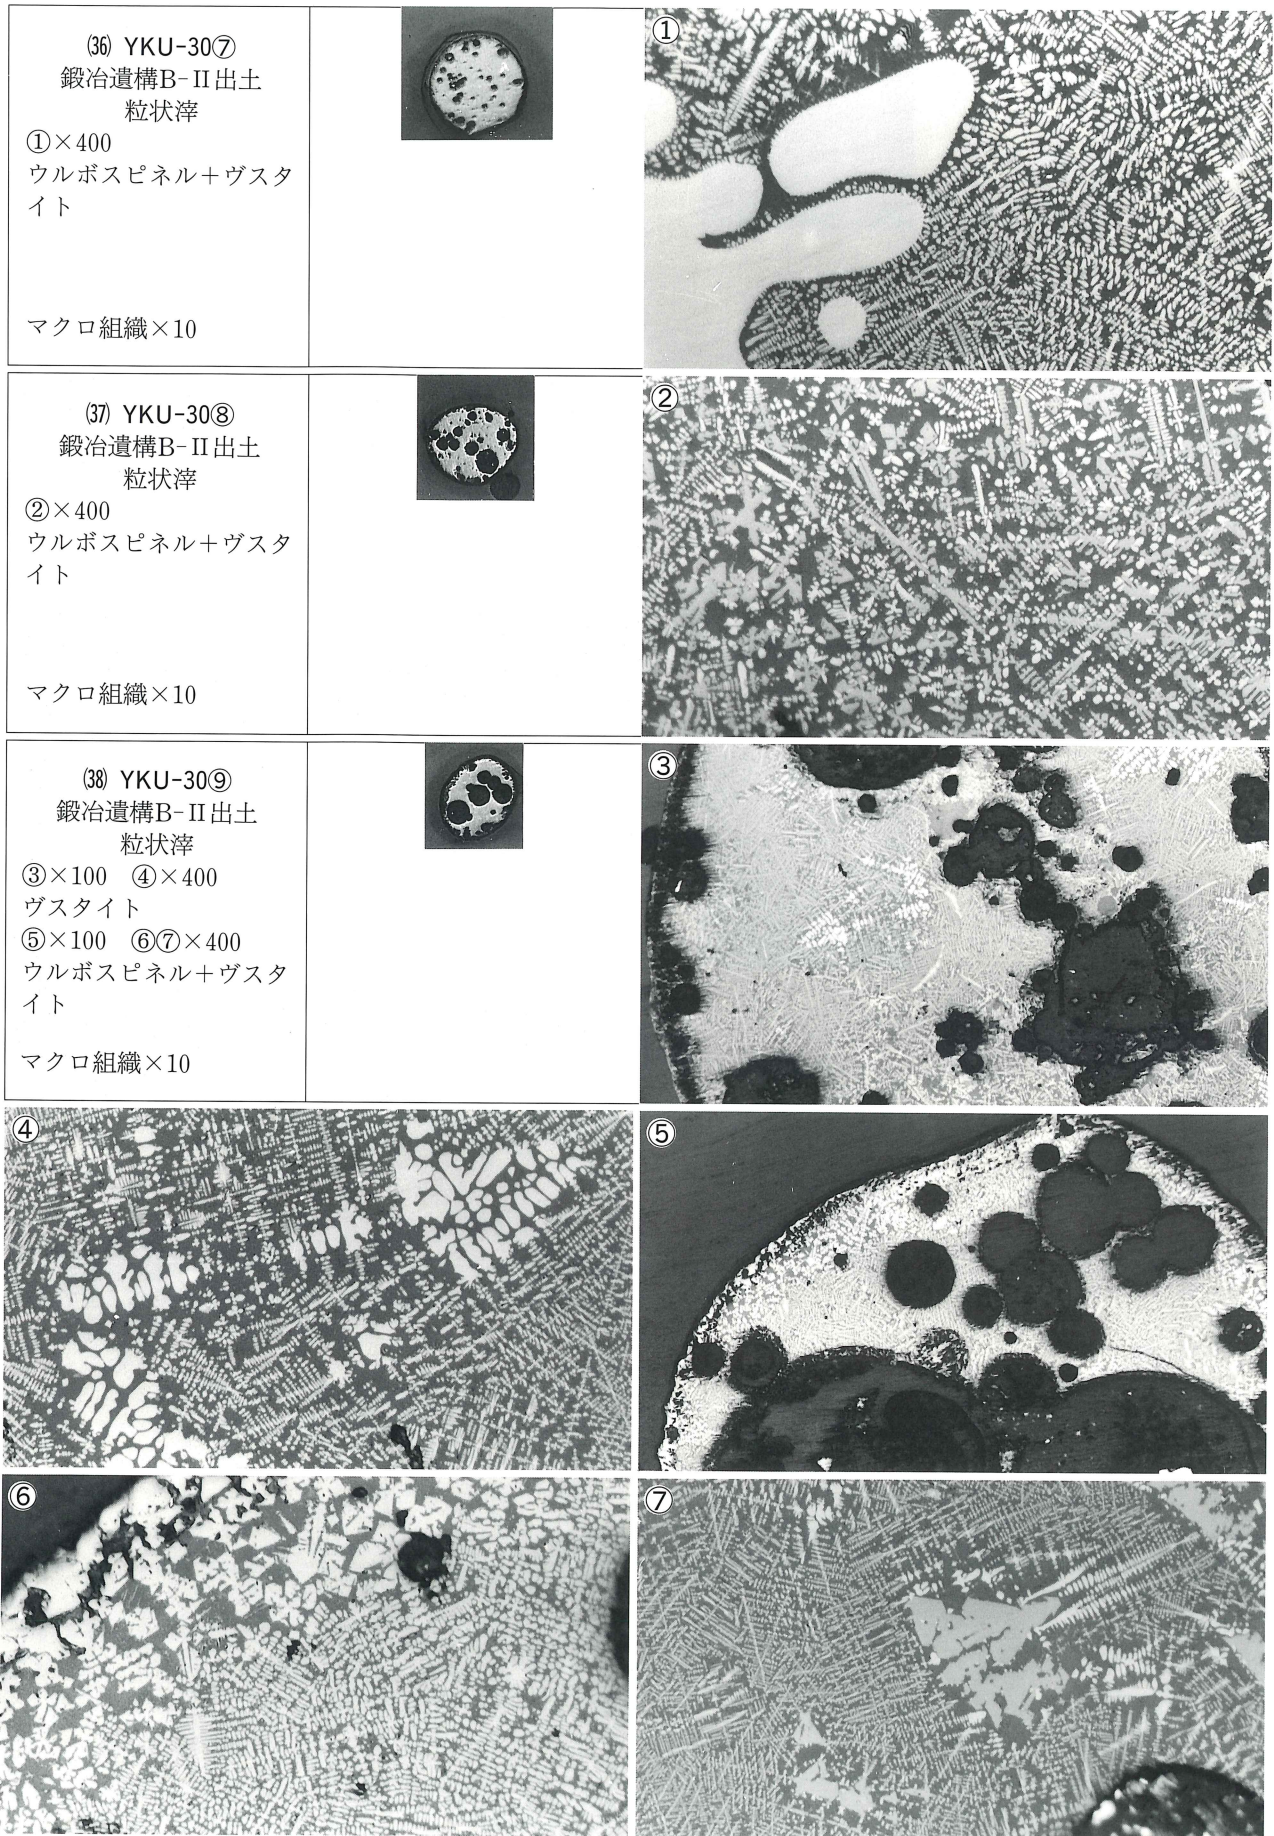 (36) YKU-30⑦
鍛冶遺構B-Ⅱ出土
粒状滓
①×400
ウルボスピネル＋ヴスタ
イト
マクロ組織×10
①
(37) YKU-30⑧
鍛冶遺構B-Ⅱ出土
粒状滓
②×400
ウルボスピネル＋ヴスタ
イト
マクロ組織×10
②
(38) YKU-30⑨
鍛冶遺構B-Ⅱ出土
粒状滓
③×100 ④×400
ヴスタイト
⑤×100 ⑥⑦×400
ウルボスピネル＋ヴスタ
イト
マクロ組織×10
③
④
⑤
⑥
⑦